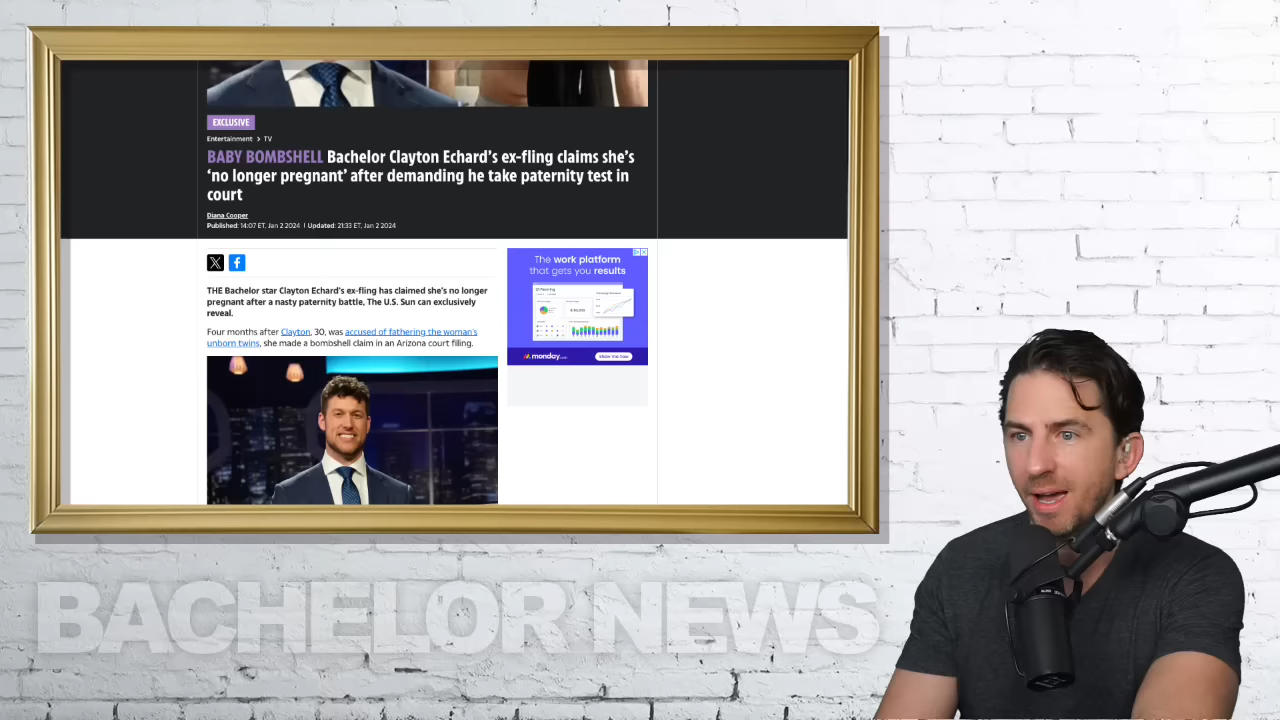 EXCLUSIVE
Entertainment > TV
BABY BOMBSHELL Bachelor Clayton Echard's ex-fling claims she's
'no longer pregnant' after demanding he take paternity test in
court
Diana Cooper
Published: 14:07 ET, Jan 2 2024 | Updated: 21:33 ET, Jan 2 2024
THE Bachelor star Clayton Echard's ex-fling has claimed she's no longer
pregnant after a nasty paternity battle, The U.S. Sun can exclusively
reveal.
Four months after Clayton, 30, was accused of fathering the woman's
unborn twins, she made a bombshell claim in an Arizona court filing.
The work platform
that gets you results
monday.com
Show me how
BACHELOR NEWS